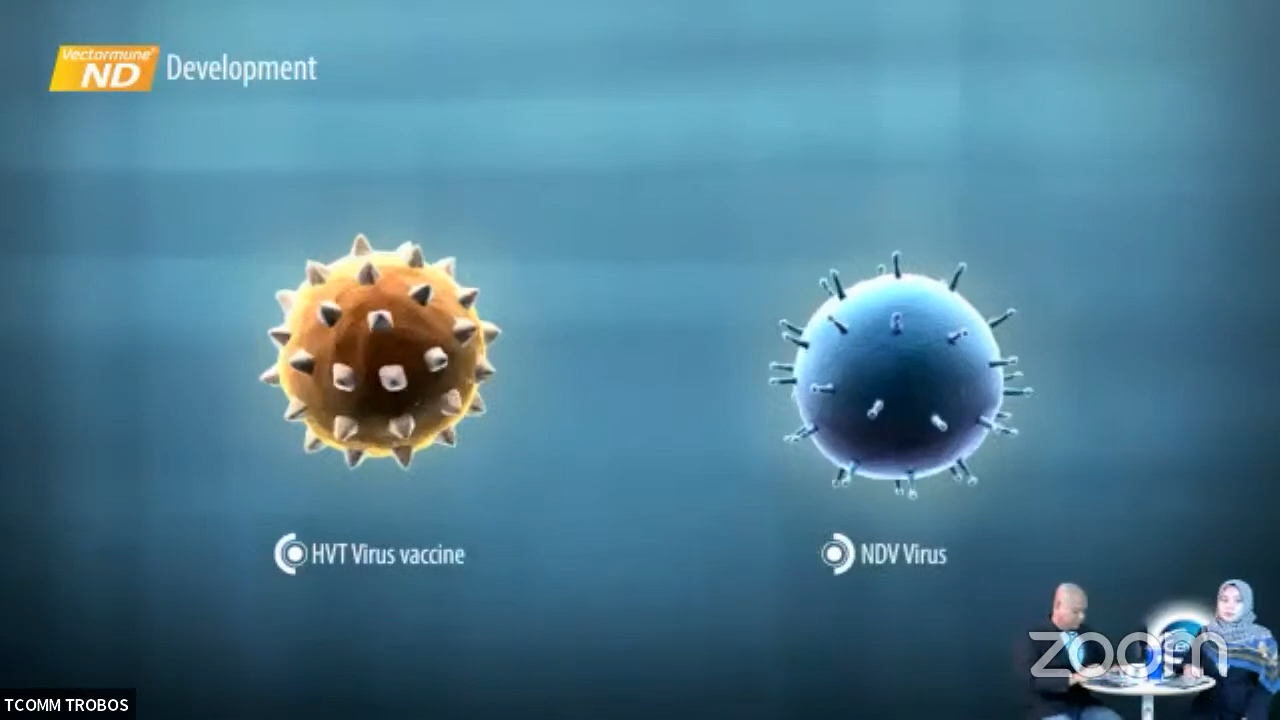 Vectormune®
ND
Development
HVT Virus vaccine
NDV Virus
zoom
TCOMM TROBOS